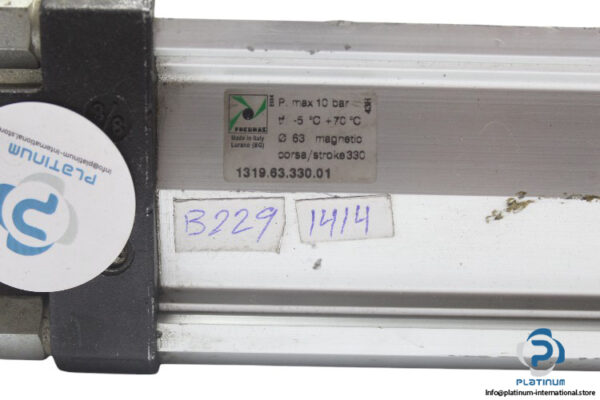 P. max 10 bar
tf -5 °C +70 °C
Ø 63 magnetic
corsa/stroke 330
PNEUMAX
Made in Italy
Lurano (BG)
1319.63.330.01
B229
1414
PLATINUM
info@platinum-international.store
PLATINUM
Info@platinum-international.store